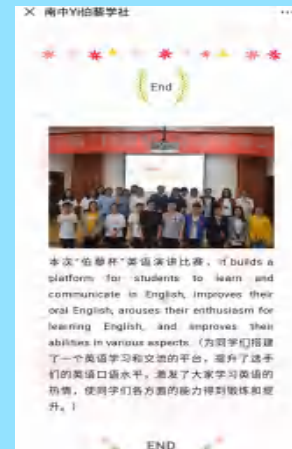 南中Yi伯藜学社
End
本次“伯藜杯”英语演讲比赛，it builds a
platform for students to learn and
communicate in English, improves their
oral English, arouses their enthusiasm for
learning English, and improves their
abilities in various aspects.（为同学们搭建
了一个英语学习和交流的平台，提升了选手
们的英语口语水平，激发了大家学习英语的
热情，使同学们各方面的能力得到锻炼和提
升。）
END